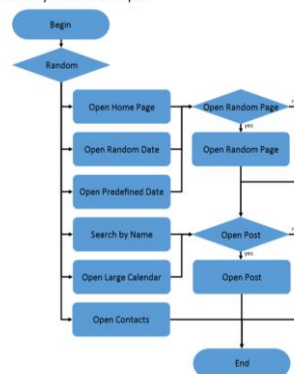 Begin
Random
Open Home Page
Open Random Page
Open Random Date
Open Random Page
Open Predefined Date
Search by Name
Open Post
Open Large Calendar
Open Post
Open Contacts
End
yes
yes